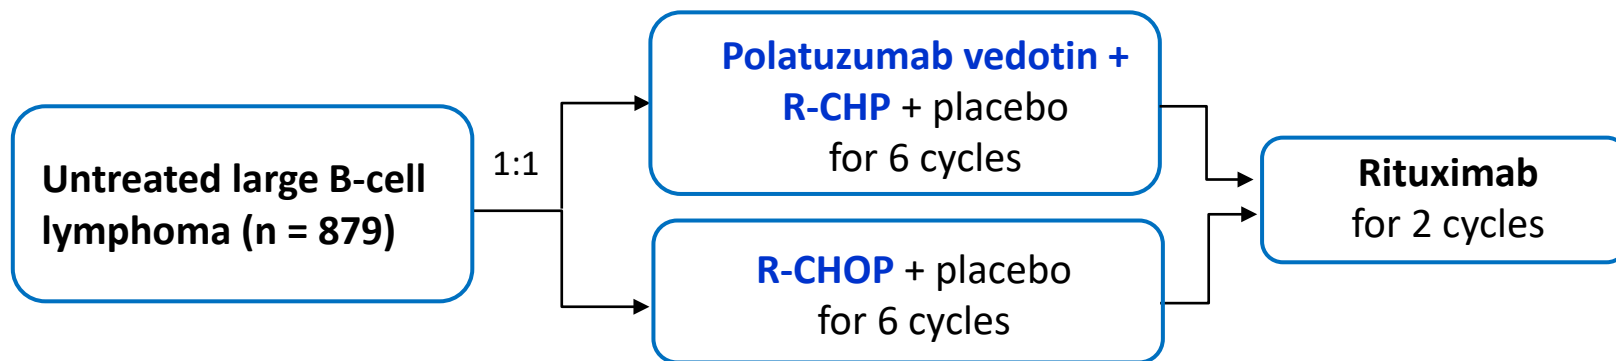 Untreated large B-cell
lymphoma (n = 879)
1:1
Polatuzumab vedotin +
R-CHP + placebo
for 6 cycles
R-CHOP + placebo
for 6 cycles
Rituximab
for 2 cycles